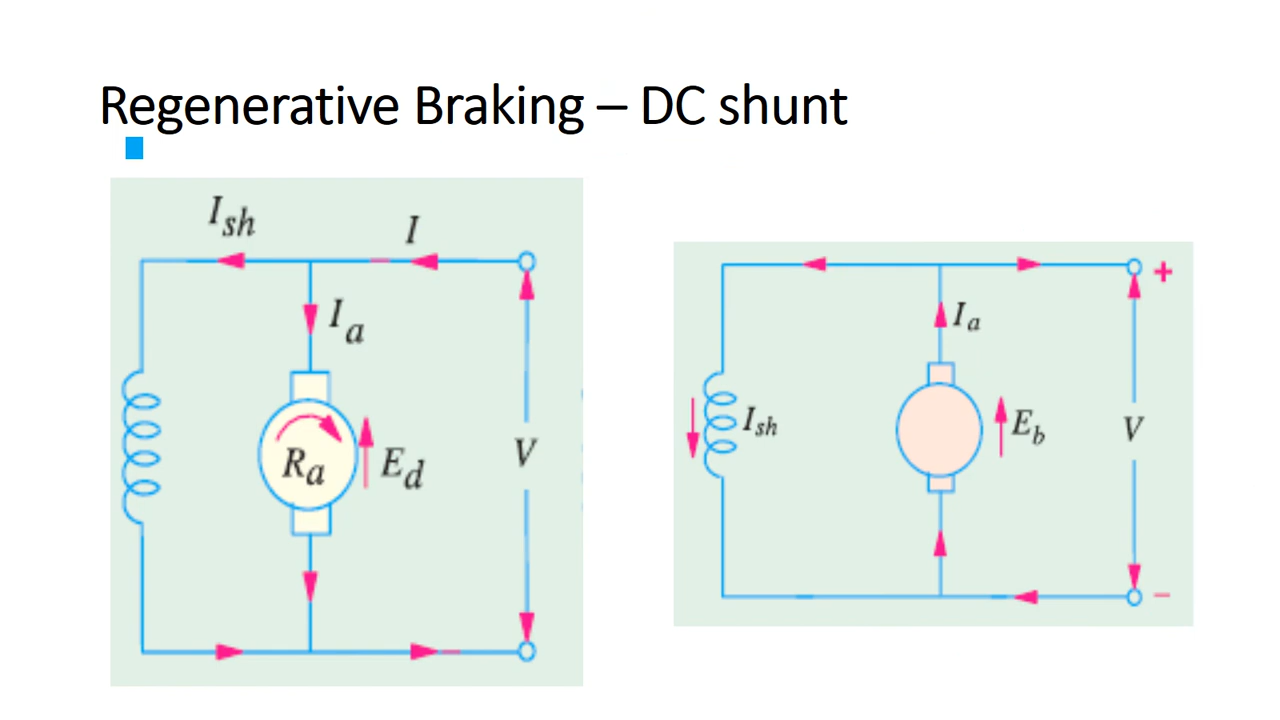 Regenerative Braking – DC shunt
I_sh
I
I_a
R_a
E_d
V
+
I_a
I_sh
E_b
V
−